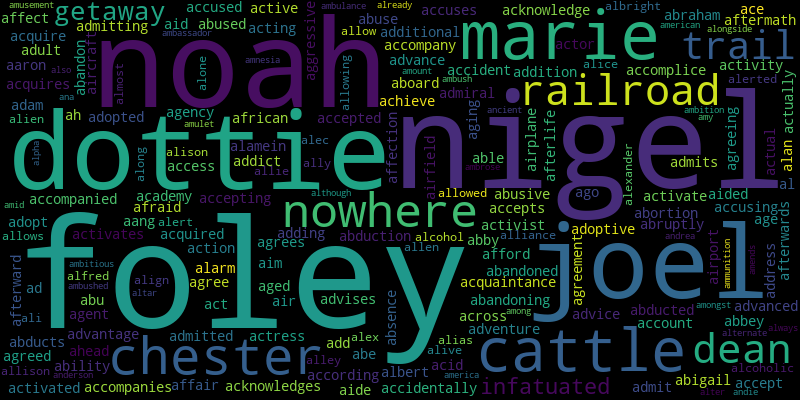 affect getaway accused active acknowledge albright abraham ace
amusement ambulance already
admitting aid abused abuse accuses marie aftermath
acquire aircraft acting aggressive allow additional actor american alongside trail
adult abandon noah ambassador accompany
aaron almost alone allowing advance accident addition alice accomplice activity alerted
acquires also amnesia amount aboard admiral ambush railroad actually
adam ana achieve airplane afterlife ambition amy
alien ah adopted agency african accepted affection aging alexander agreeing actual alan
alpha dottie amulet nigel ancient
along alison alamein alec able admits
access addict allie ally airfield ambrose al
accompanied academy accepting although allowed abusive ago activate aided
amid adopt afraid nowhere accepts abortion accusing age
allows aang alert adding activist adoptive abruptly afterwards
activates acquired abduction alcohol abby alliance andrea
afterward ambitious action agrees allen afford agreement airport address
foley alarm aim acquaintance joel ammunition amends
ad alfred align agree aged absence abandoned abducted
ali ambushed altar abu act air advises abandoning amongst advanced
agent across among advice account abbey alternate always
advantage admitted actress add alex alias adventure
abducts ahead chester abe alive cattle dean
agreed ability alley acid
allison anderson according albert america infatuated abigail alcoholic
activated accompanies affair acknowledges aide accidentally admit alter andie accept